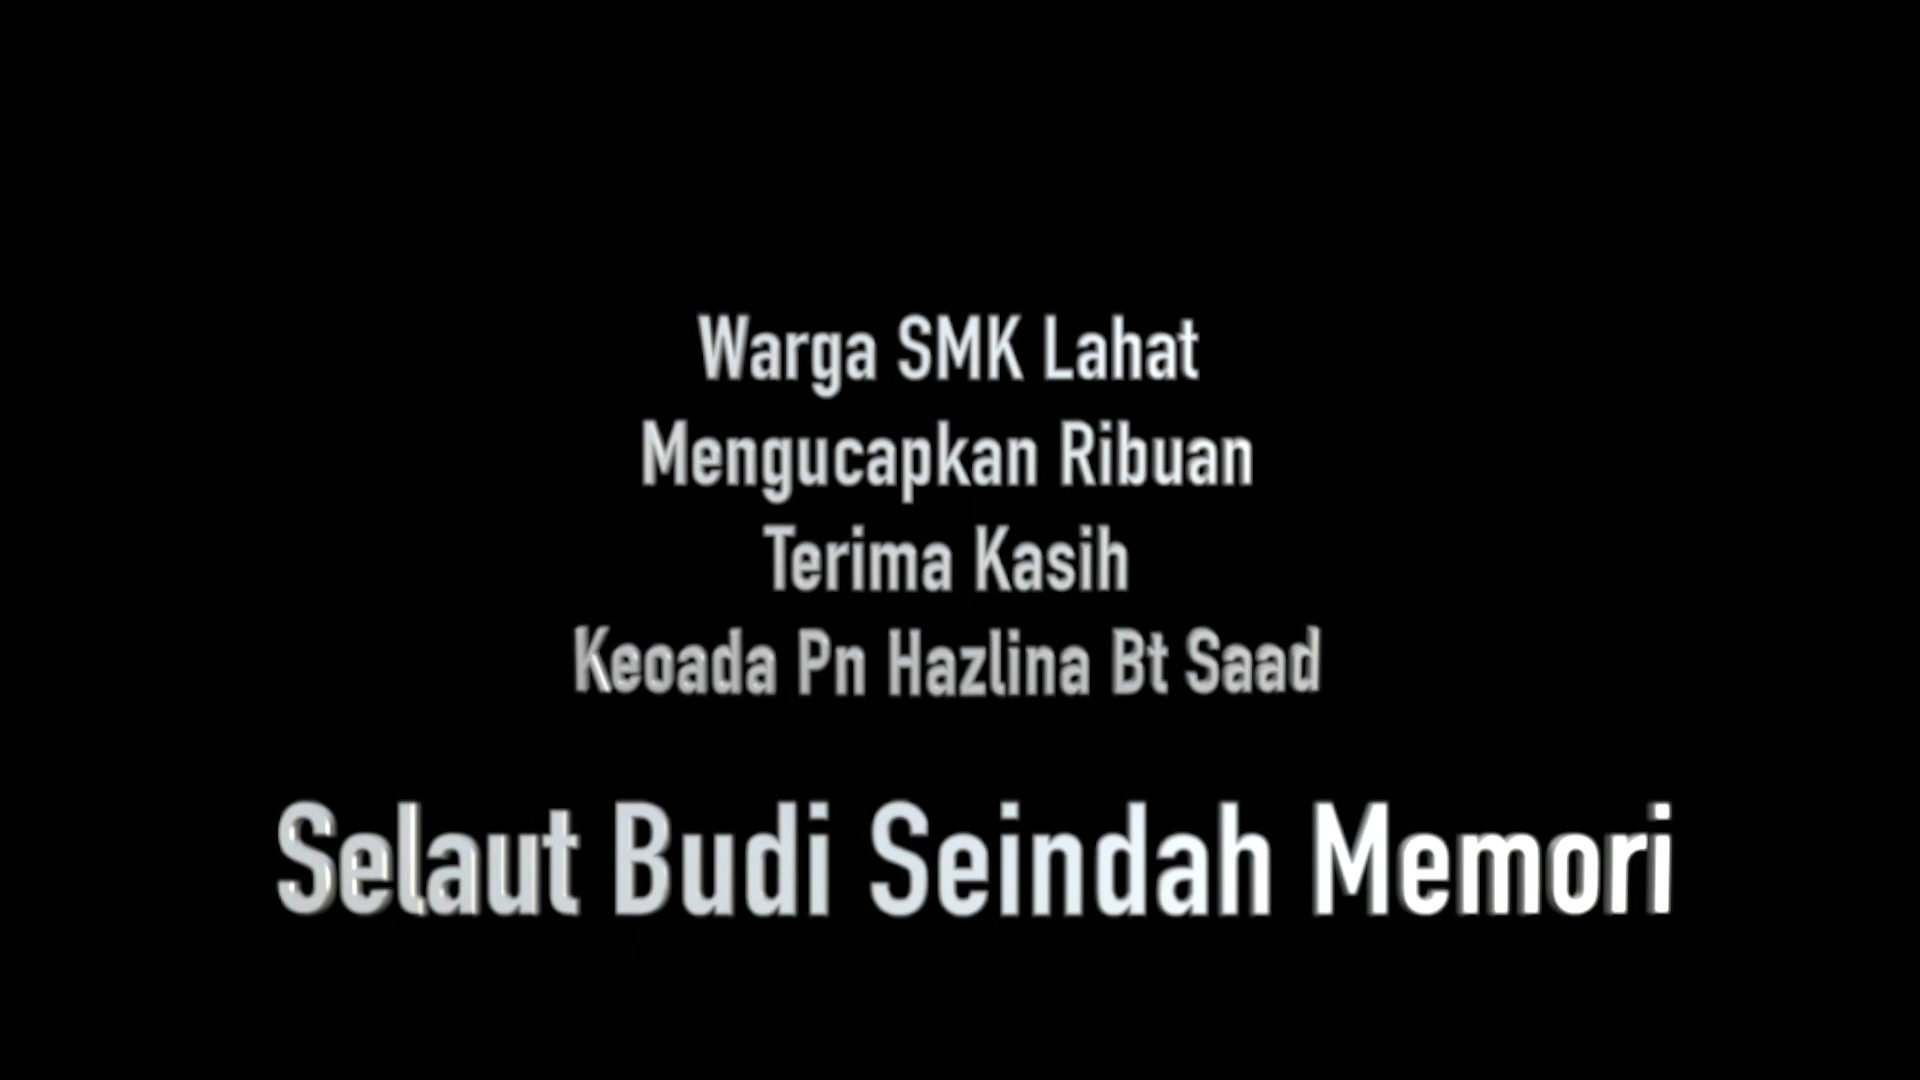 Warga SMK Lahat
Mengucapkan Ribuan
Terima Kasih
Keoada Pn Hazlina Bt Saad
Selaut Budi Seindah Memori